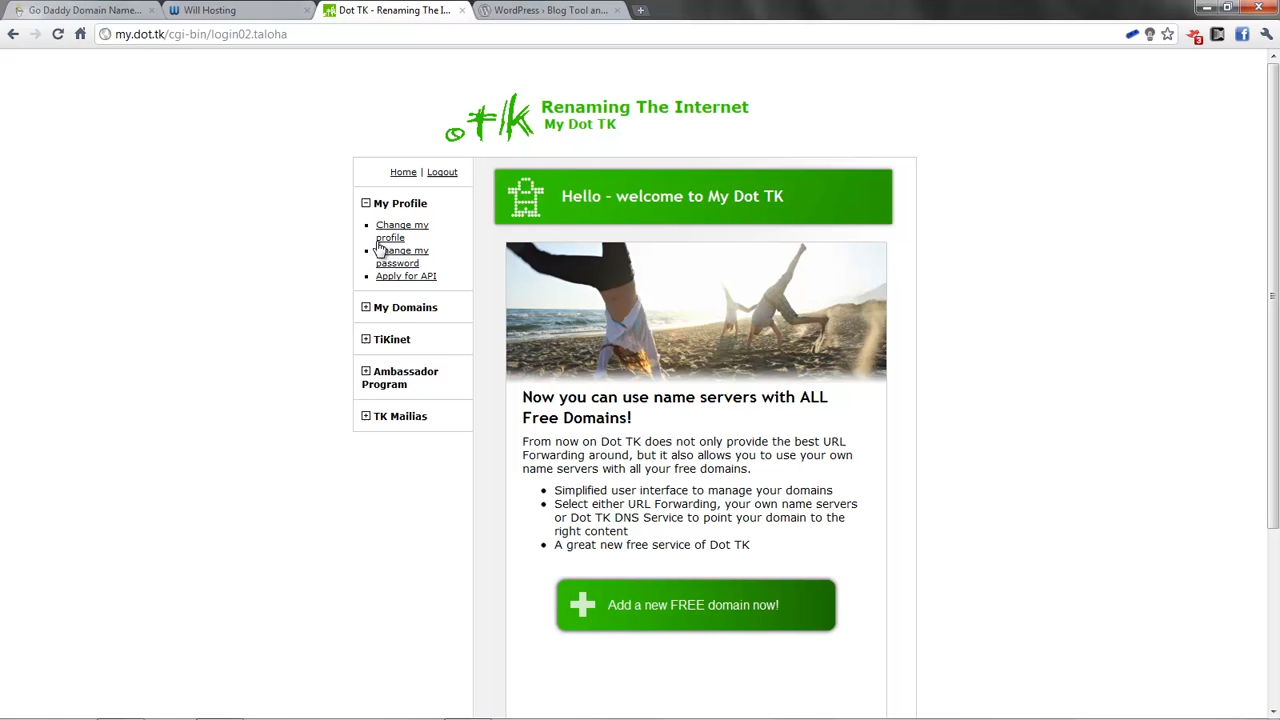 Go Daddy Domain Name...
Will Hosting
Dot TK - Renaming The I...
WordPress › Blog Tool an...
my.dot.tk/cgi-bin/login02.taloha
3
.tk
Renaming The Internet
My Dot TK
Home | Logout
My Profile
Change my
profile
Change my
password
Apply for API
My Domains
TiKinet
Ambassador
Program
TK Mailias
Hello - welcome to My Dot TK
Now you can use name servers with ALL
Free Domains!
From now on Dot TK does not only provide the best URL
Forwarding around, but it also allows you to use your own
name servers with all your free domains.
Simplified user interface to manage your domains
Select either URL Forwarding, your own name servers
or Dot TK DNS Service to point your domain to the
right content
A great new free service of Dot TK
Add a new FREE domain now!